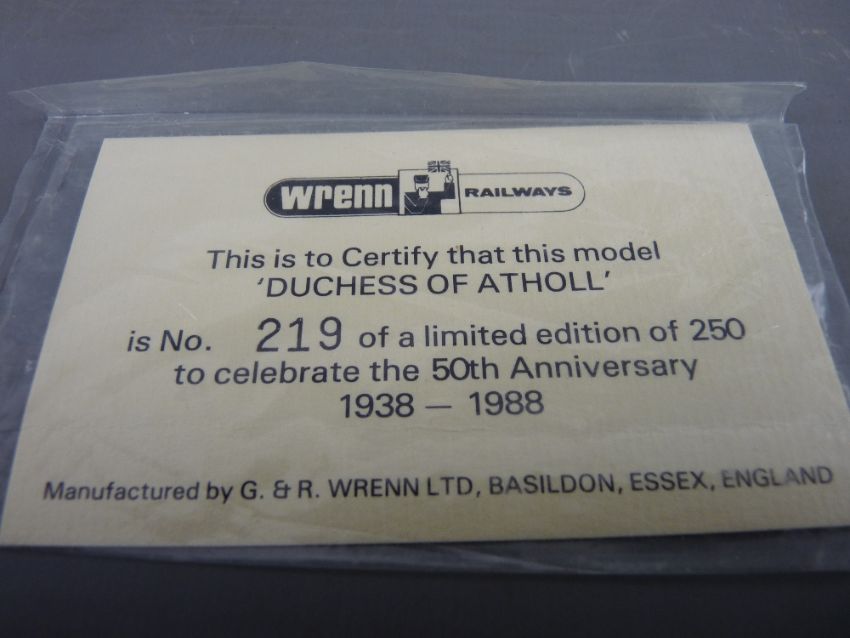 wrenn RAILWAYS
This is to Certify that this model
'DUCHESS OF ATHOLL'
is No. 219 of a limited edition of 250
to celebrate the 50th Anniversary
1938 — 1988
Manufactured by G. & R. WRENN LTD, BASILDON, ESSEX, ENGLAND